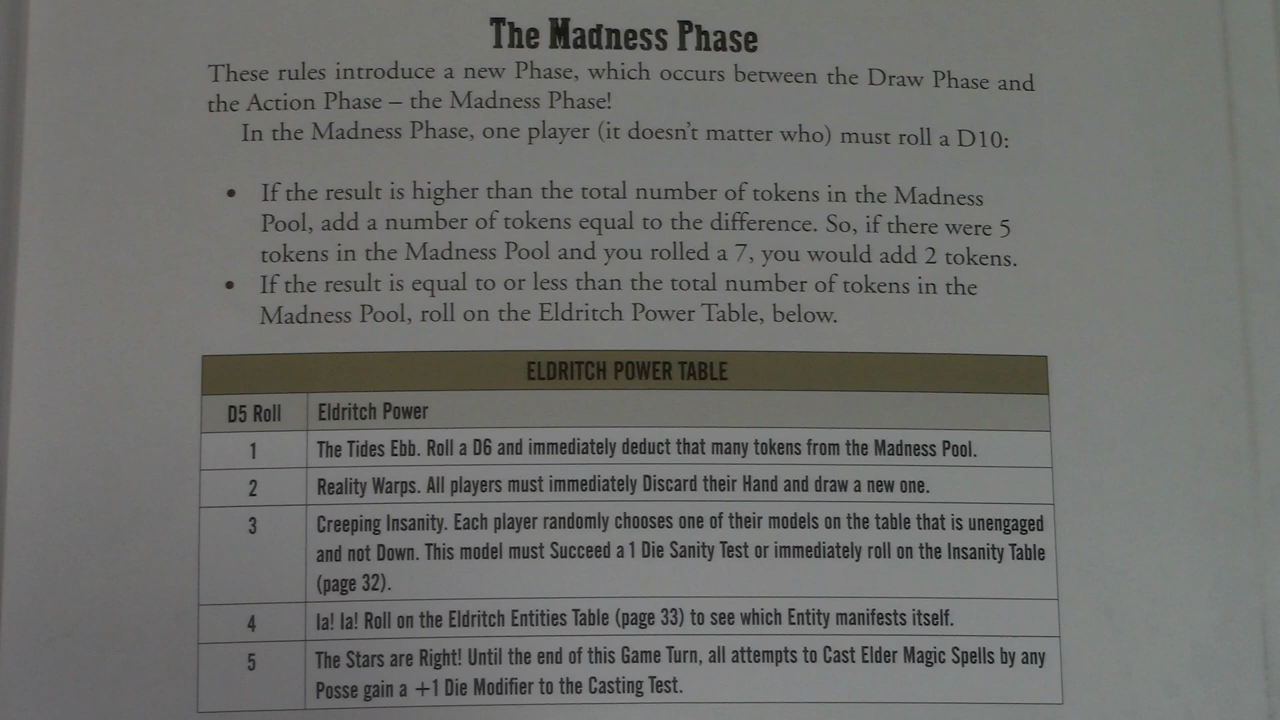 The Madness Phase
These rules introduce a new Phase, which occurs between the Draw Phase and
the Action Phase – the Madness Phase!
In the Madness Phase, one player (it doesn't matter who) must roll a D10:
• If the result is higher than the total number of tokens in the Madness
Pool, add a number of tokens equal to the difference. So, if there were 5
tokens in the Madness Pool and you rolled a 7, you would add 2 tokens.
• If the result is equal to or less than the total number of tokens in the
Madness Pool, roll on the Eldritch Power Table, below.
ELDRITCH POWER TABLE
D5 Roll Eldritch Power
1 The Tides Ebb. Roll a D6 and immediately deduct that many tokens from the Madness Pool.
2 Reality Warps. All players must immediately Discard their Hand and draw a new one.
3 Creeping Insanity. Each player randomly chooses one of their models on the table that is unengaged
and not Down. This model must Succeed a 1 Die Sanity Test or immediately roll on the Insanity Table
(page 32).
4 Ia! Ia! Roll on the Eldritch Entities Table (page 33) to see which Entity manifests itself.
5 The Stars are Right! Until the end of this Game Turn, all attempts to Cast Elder Magic Spells by any
Posse gain a +1 Die Modifier to the Casting Test.